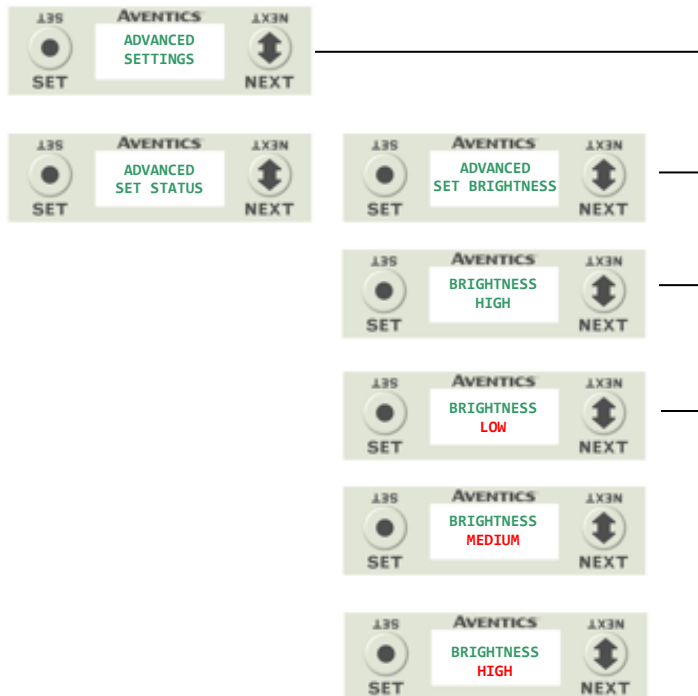 SET AVENTICS NEXT
ADVANCED
SETTINGS
SET NEXT
SET AVENTICS NEXT
ADVANCED
SET STATUS
SET NEXT
SET AVENTICS NEXT
ADVANCED
SET BRIGHTNESS
SET NEXT
SET AVENTICS NEXT
BRIGHTNESS
HIGH
SET NEXT
SET AVENTICS NEXT
BRIGHTNESS
LOW
SET NEXT
SET AVENTICS NEXT
BRIGHTNESS
MEDIUM
SET NEXT
SET AVENTICS NEXT
BRIGHTNESS
HIGH
SET NEXT